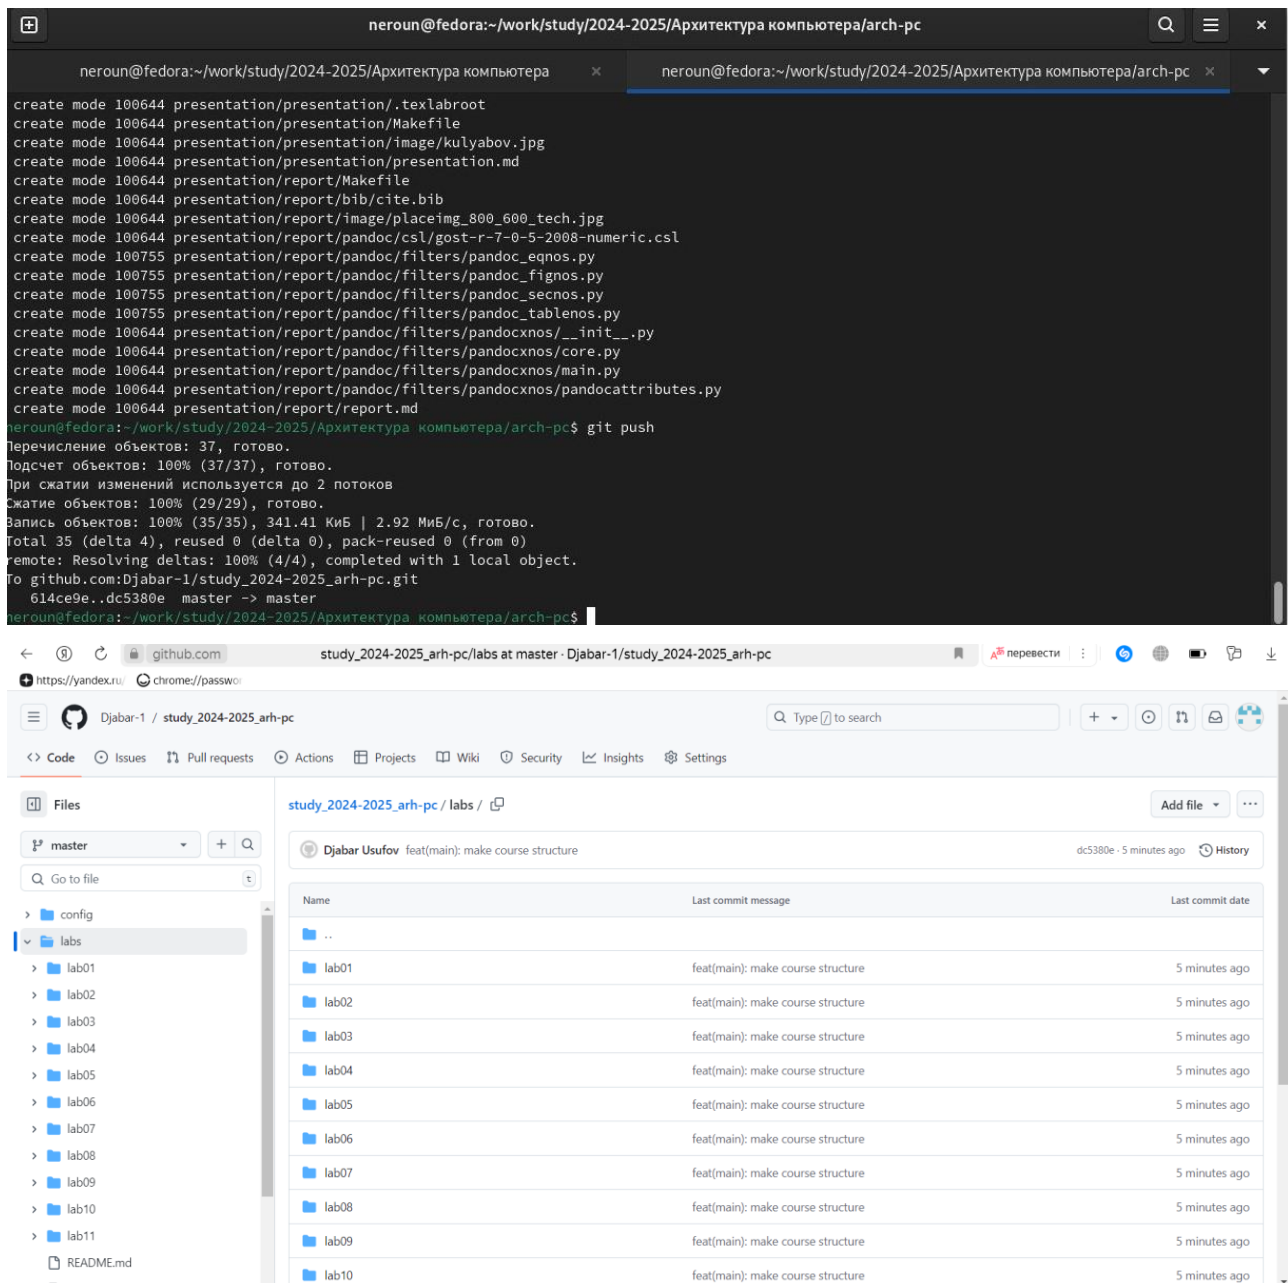 neroun@fedora:~/work/study/2024-2025/Архитектура компьютера/arch-pc
neroun@fedora:~/work/study/2024-2025/Архитектура компьютера
neroun@fedora:~/work/study/2024-2025/Архитектура компьютера/arch-pc
create mode 100644 presentation/presentation/.texlabroot
create mode 100644 presentation/presentation/Makefile
create mode 100644 presentation/presentation/image/kulyabov.jpg
create mode 100644 presentation/presentation/presentation.md
create mode 100644 presentation/report/Makefile
create mode 100644 presentation/report/bib/cite.bib
create mode 100644 presentation/report/image/placeimg_800_600_tech.jpg
create mode 100644 presentation/report/pandoc/csl/gost-r-7-0-5-2008-numeric.csl
create mode 100755 presentation/report/pandoc/filters/pandoc_eqnos.py
create mode 100755 presentation/report/pandoc/filters/pandoc_fignos.py
create mode 100755 presentation/report/pandoc/filters/pandoc_secnos.py
create mode 100755 presentation/report/pandoc/filters/pandoc_tablenos.py
create mode 100644 presentation/report/pandoc/filters/pandocxnos/__init__.py
create mode 100644 presentation/report/pandoc/filters/pandocxnos/core.py
create mode 100644 presentation/report/pandoc/filters/pandocxnos/main.py
create mode 100644 presentation/report/pandoc/filters/pandocxnos/pandocattributes.py
create mode 100644 presentation/report/report.md
neroun@fedora:~/work/study/2024-2025/Архитектура компьютера/arch-pc$ git push
Перечисление объектов: 37, готово.
Подсчет объектов: 100% (37/37), готово.
При сжатии изменений используется до 2 потоков
Сжатие объектов: 100% (29/29), готово.
Запись объектов: 100% (35/35), 341.41 КиБ | 2.92 МиБ/с, готово.
Total 35 (delta 4), reused 0 (delta 0), pack-reused 0 (from 0)
remote: Resolving deltas: 100% (4/4), completed with 1 local object.
To github.com:Djabar-1/study_2024-2025_arh-pc.git
614ce9e..dc5380e master -> master
neroun@fedora:~/work/study/2024-2025/Архитектура компьютера/arch-pc$
github.com study_2024-2025_arh-pc/labs at master · Djabar-1/study_2024-2025_arh-pc перевести
https://yandex.ru/ chrome://passwor
Djabar-1 / study_2024-2025_arh-pc Type / to search
Code Issues Pull requests Actions Projects Wiki Security Insights Settings
Files
master
Go to file t
config
labs
lab01
lab02
lab03
lab04
lab05
lab06
lab07
lab08
lab09
lab10
lab11
README.md
study_2024-2025_arh-pc / labs / Add file
Djabar Usufov feat(main): make course structure dc5380e · 5 minutes ago History
Name Last commit message Last commit date
..
lab01 feat(main): make course structure 5 minutes ago
lab02 feat(main): make course structure 5 minutes ago
lab03 feat(main): make course structure 5 minutes ago
lab04 feat(main): make course structure 5 minutes ago
lab05 feat(main): make course structure 5 minutes ago
lab06 feat(main): make course structure 5 minutes ago
lab07 feat(main): make course structure 5 minutes ago
lab08 feat(main): make course structure 5 minutes ago
lab09 feat(main): make course structure 5 minutes ago
lab10 feat(main): make course structure 5 minutes ago